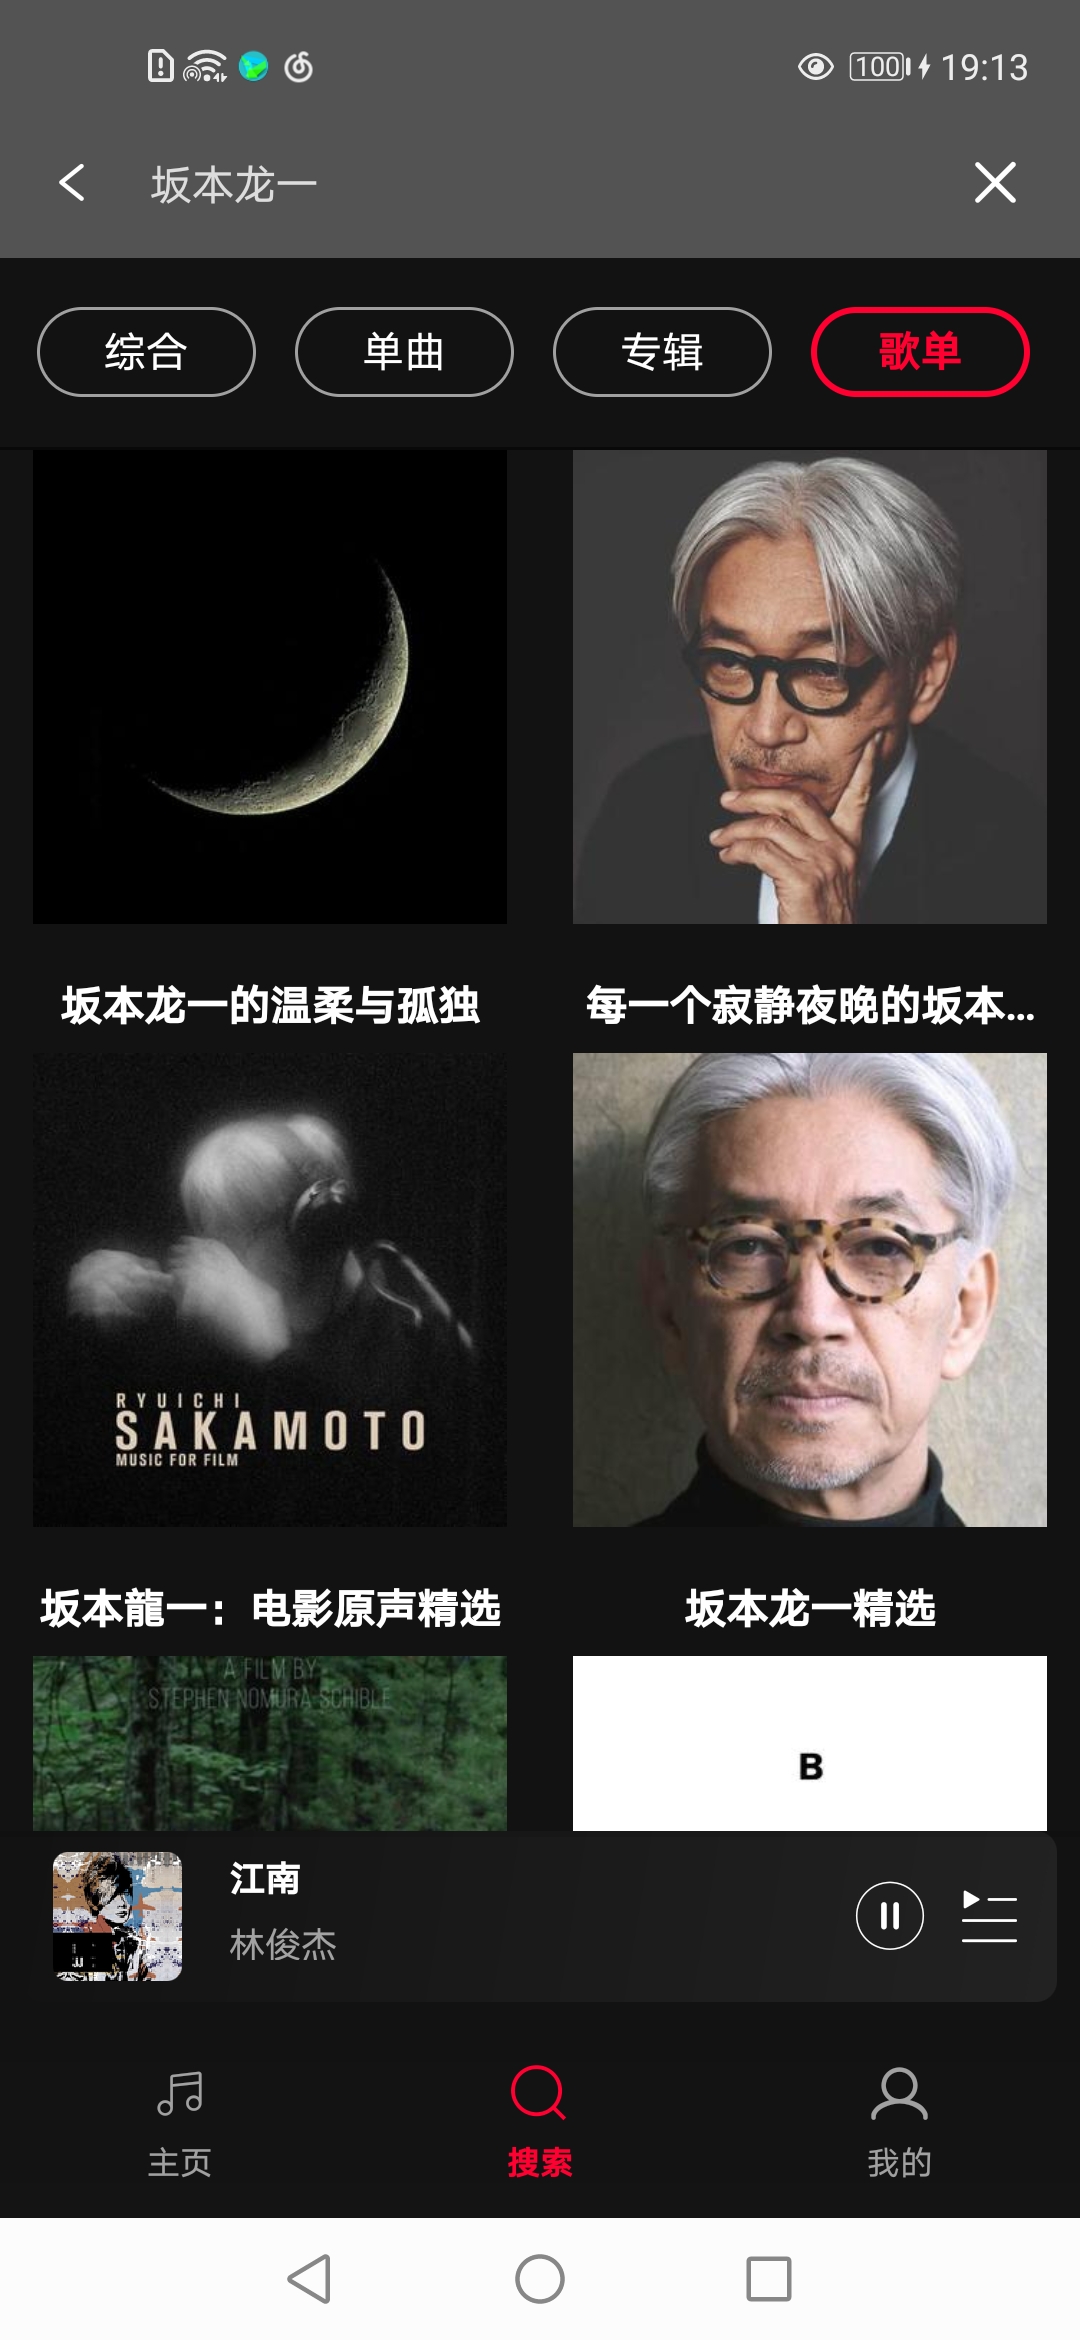 100 19:13
坂本龙一
综合 单曲 专辑 歌单
坂本龙一的温柔与孤独
每一个寂静夜晚的坂本...
RYUICHI
SAKAMOTO
MUSIC FOR FILM
坂本龍一：电影原声精选
坂本龙一精选
A FILM BY
STEPHEN NOMURA SCHIBLE
B
江南
林俊杰
主页 搜索 我的